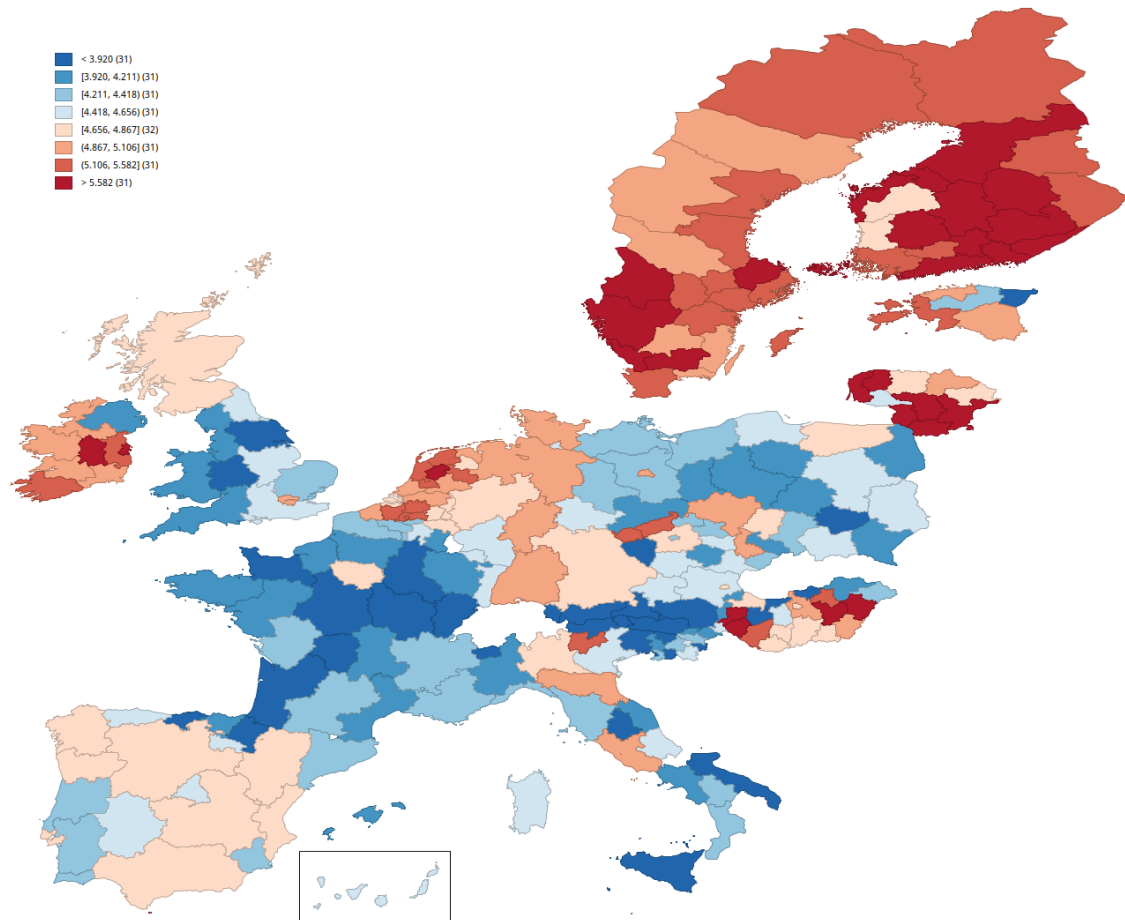 < 3.920 (31)
[3.920, 4.211) (31)
[4.211, 4.418) (31)
[4.418, 4.656) (31)
[4.656, 4.867] (32)
(4.867, 5.106] (31)
(5.106, 5.582] (31)
> 5.582 (31)